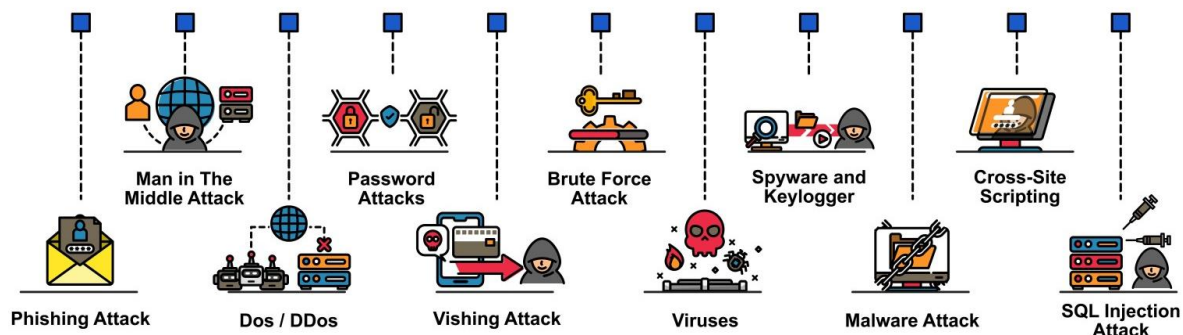 Man in The
Middle Attack
Password
Attacks
Brute Force
Attack
Spyware and
Keylogger
Cross-Site
Scripting
Phishing Attack
Dos / DDos
Vishing Attack
Viruses
Malware Attack
SQL Injection
Attack